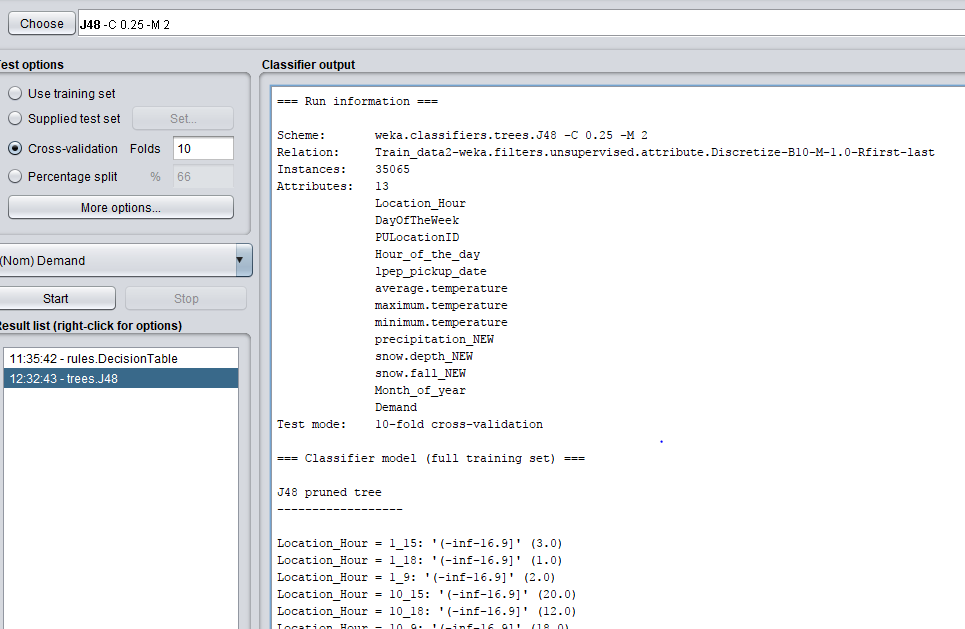 Choose J48 -C 0.25 -M 2
Test options
Use training set
Supplied test set Set...
Cross-validation Folds 10
Percentage split % 66
More options...
(Nom) Demand
Start Stop
Result list (right-click for options)
11:35:42 - rules.DecisionTable
12:32:43 - trees.J48
Classifier output
=== Run information ===
Scheme: weka.classifiers.trees.J48 -C 0.25 -M 2
Relation: Train_data2-weka.filters.unsupervised.attribute.Discretize-B10-M-1.0-Rfirst-last
Instances: 35065
Attributes: 13
Location_Hour
DayOfTheWeek
PULocationID
Hour_of_the_day
lpep_pickup_date
average.temperature
maximum.temperature
minimum.temperature
precipitation_NEW
snow.depth_NEW
snow.fall_NEW
Month_of_year
Demand
Test mode: 10-fold cross-validation
=== Classifier model (full training set) ===
J48 pruned tree
------------------
Location_Hour = 1_15: '(-inf-16.9]' (3.0)
Location_Hour = 1_18: '(-inf-16.9]' (1.0)
Location_Hour = 1_9: '(-inf-16.9]' (2.0)
Location_Hour = 10_15: '(-inf-16.9]' (20.0)
Location_Hour = 10_18: '(-inf-16.9]' (12.0)
Location_Hour = 10_9: '(-inf-16.9]' (18.0)